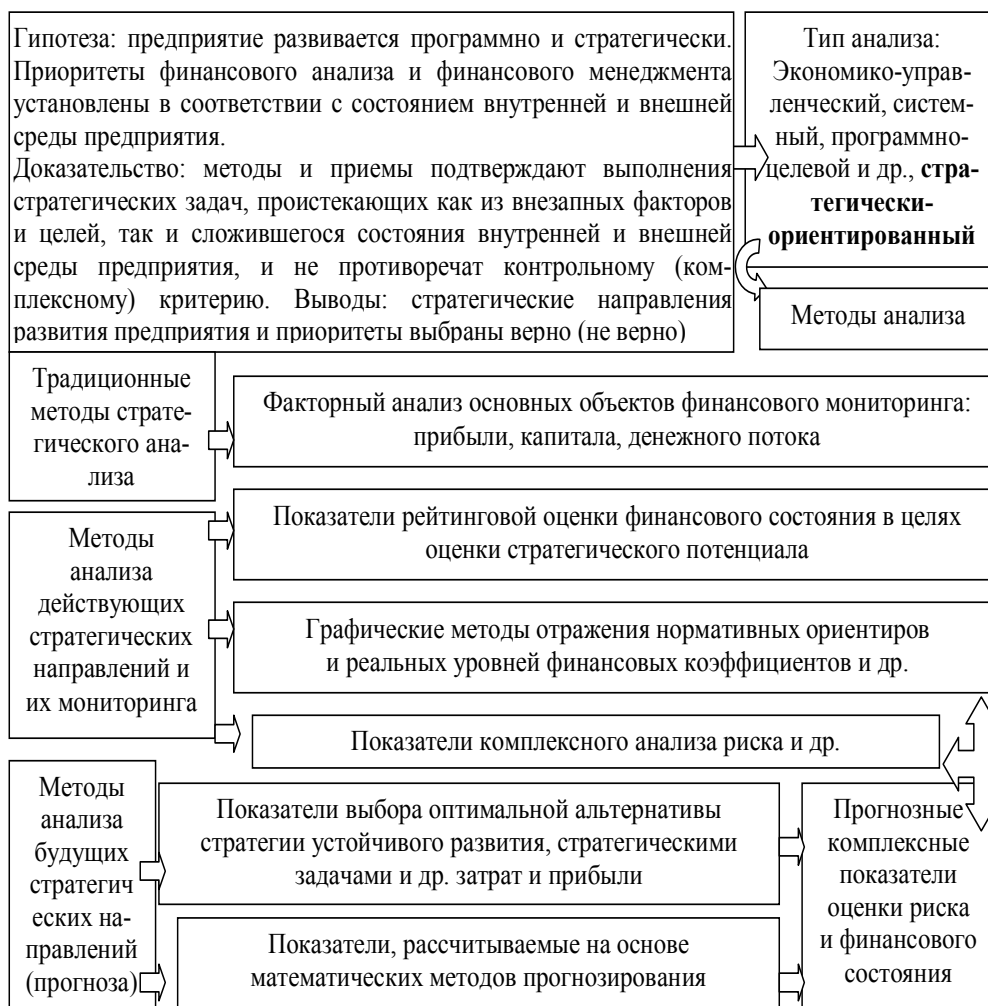 Гипотеза: предприятие развивается программно и стратегически.
Приоритеты финансового анализа и финансового менеджмента
установлены в соответствии с состоянием внутренней и внешней
среды предприятия.
Доказательство: методы и приемы подтверждают выполнения
стратегических задач, проистекающих как из внезапных факторов
и целей, так и сложившегося состояния внутренней и внешней
среды предприятия, и не противоречат контрольному (ком-
плексному) критерию. Выводы: стратегические направления
развития предприятия и приоритеты выбраны верно (не верно)
Тип анализа:
Экономико-управ-
ленческий, систем-
ный, программно-
целевой и др., стра-
тегически-
ориентированный
Методы анализа
Традиционные
методы страте-
гического ана-
лиза
Факторный анализ основных объектов финансового мониторинга:
прибыли, капитала, денежного потока
Методы
анализа
действующих
стратегических
направлений и
их мониторинга
Показатели рейтинговой оценки финансового состояния в целях
оценки стратегического потенциала
Графические методы отражения нормативных ориентиров
и реальных уровней финансовых коэффициентов и др.
Показатели комплексного анализа риска и др.
Методы
анализа
будущих
стратегич
еских на-
правлений
(прогноза)
Показатели выбора оптимальной альтернативы
стратегии устойчивого развития, стратегическими
задачами и др. затрат и прибыли
Показатели, рассчитываемые на основе
математических методов прогнозирования
Прогнозные
комплексные
показатели
оценки риска
и финансового
состояния